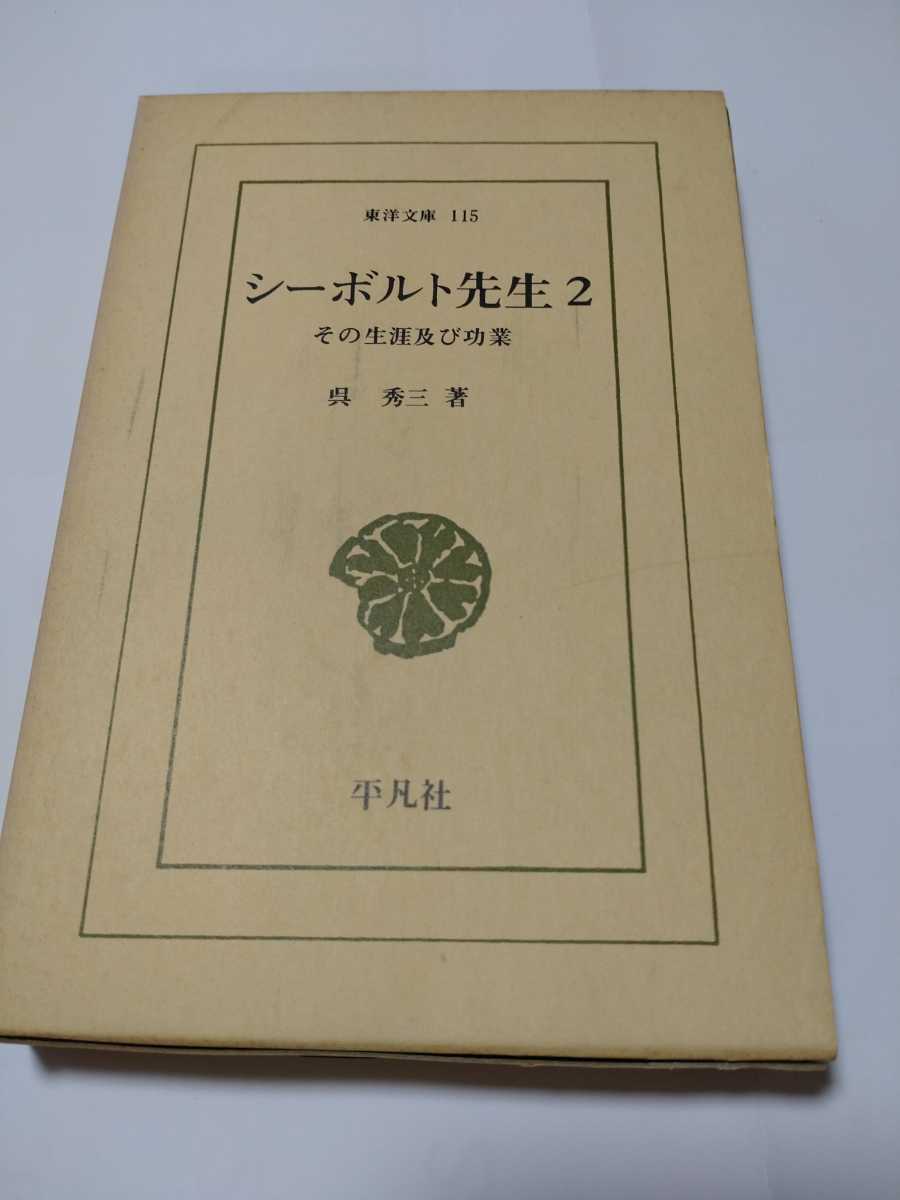 東洋文庫 115
シーボルト先生 2
その生涯及び功業
呉 秀三 著
平凡社